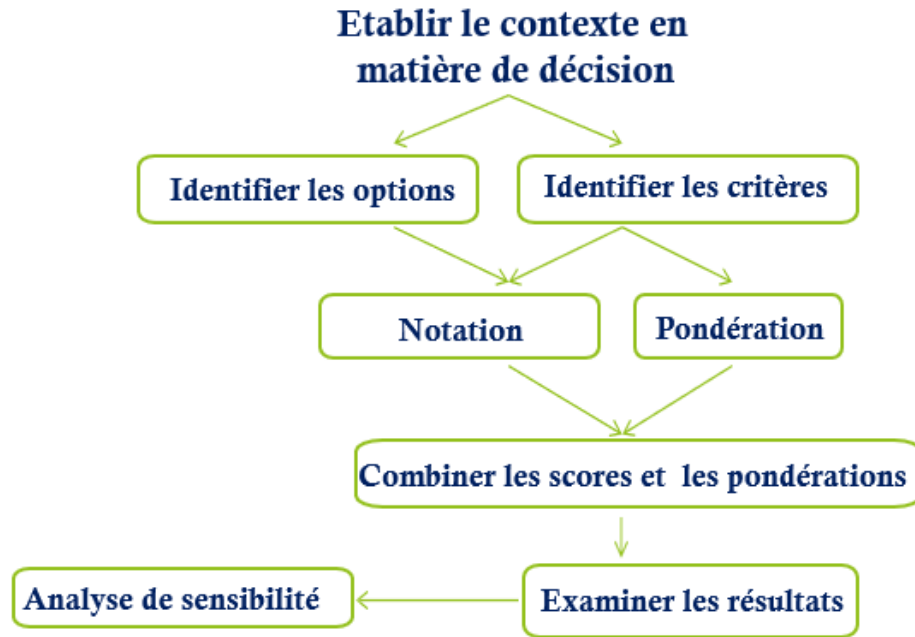 Etablir le contexte en
matière de décision
Identifier les options
Identifier les critères
Notation
Pondération
Combiner les scores et les pondérations
Analyse de sensibilité
Examiner les résultats